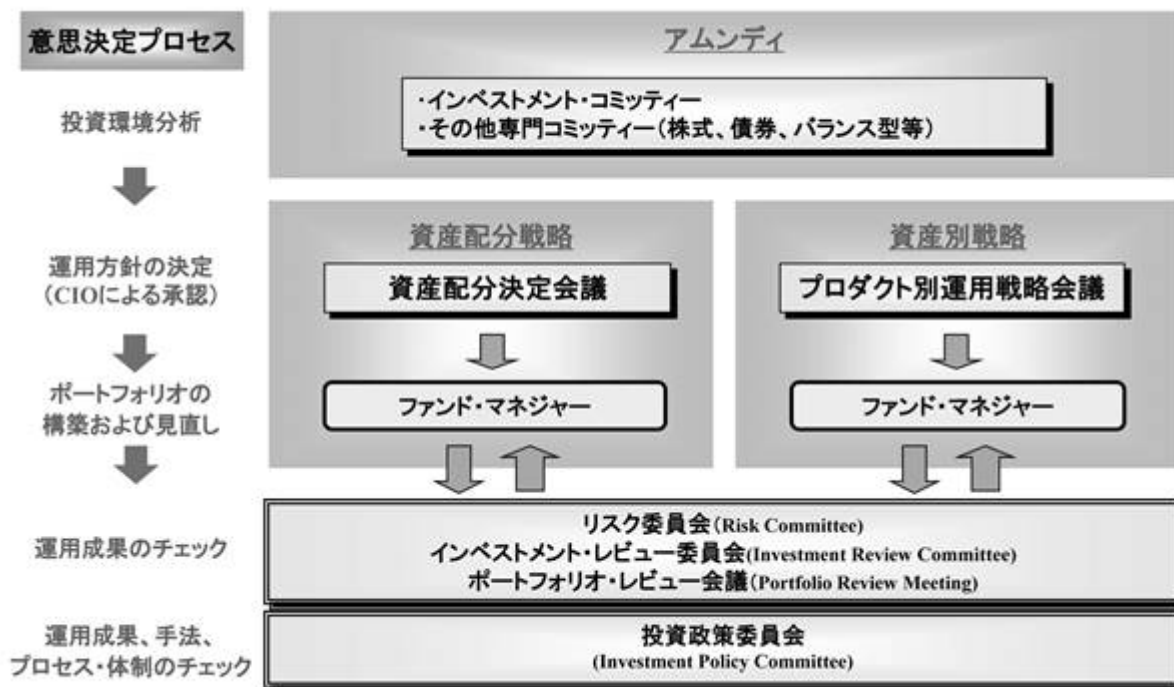 意思決定プロセス
アムンディ
投資環境分析
・インベストメント・コミッティー
・その他専門コミッティー(株式、債券、バランス型等)
資産配分戦略
資産別戦略
運用方針の決定
(CIOによる承認)
資産配分決定会議
プロダクト別運用戦略会議
ポートフォリオの
構築および見直し
ファンド・マネジャー
ファンド・マネジャー
運用成果のチェック
リスク委員会(Risk Committee)
インベストメント・レビュー委員会(Investment Review Committee)
ポートフォリオ・レビュー会議(Portfolio Review Meeting)
運用成果、手法、
プロセス・体制のチェック
投資政策委員会
(Investment Policy Committee)